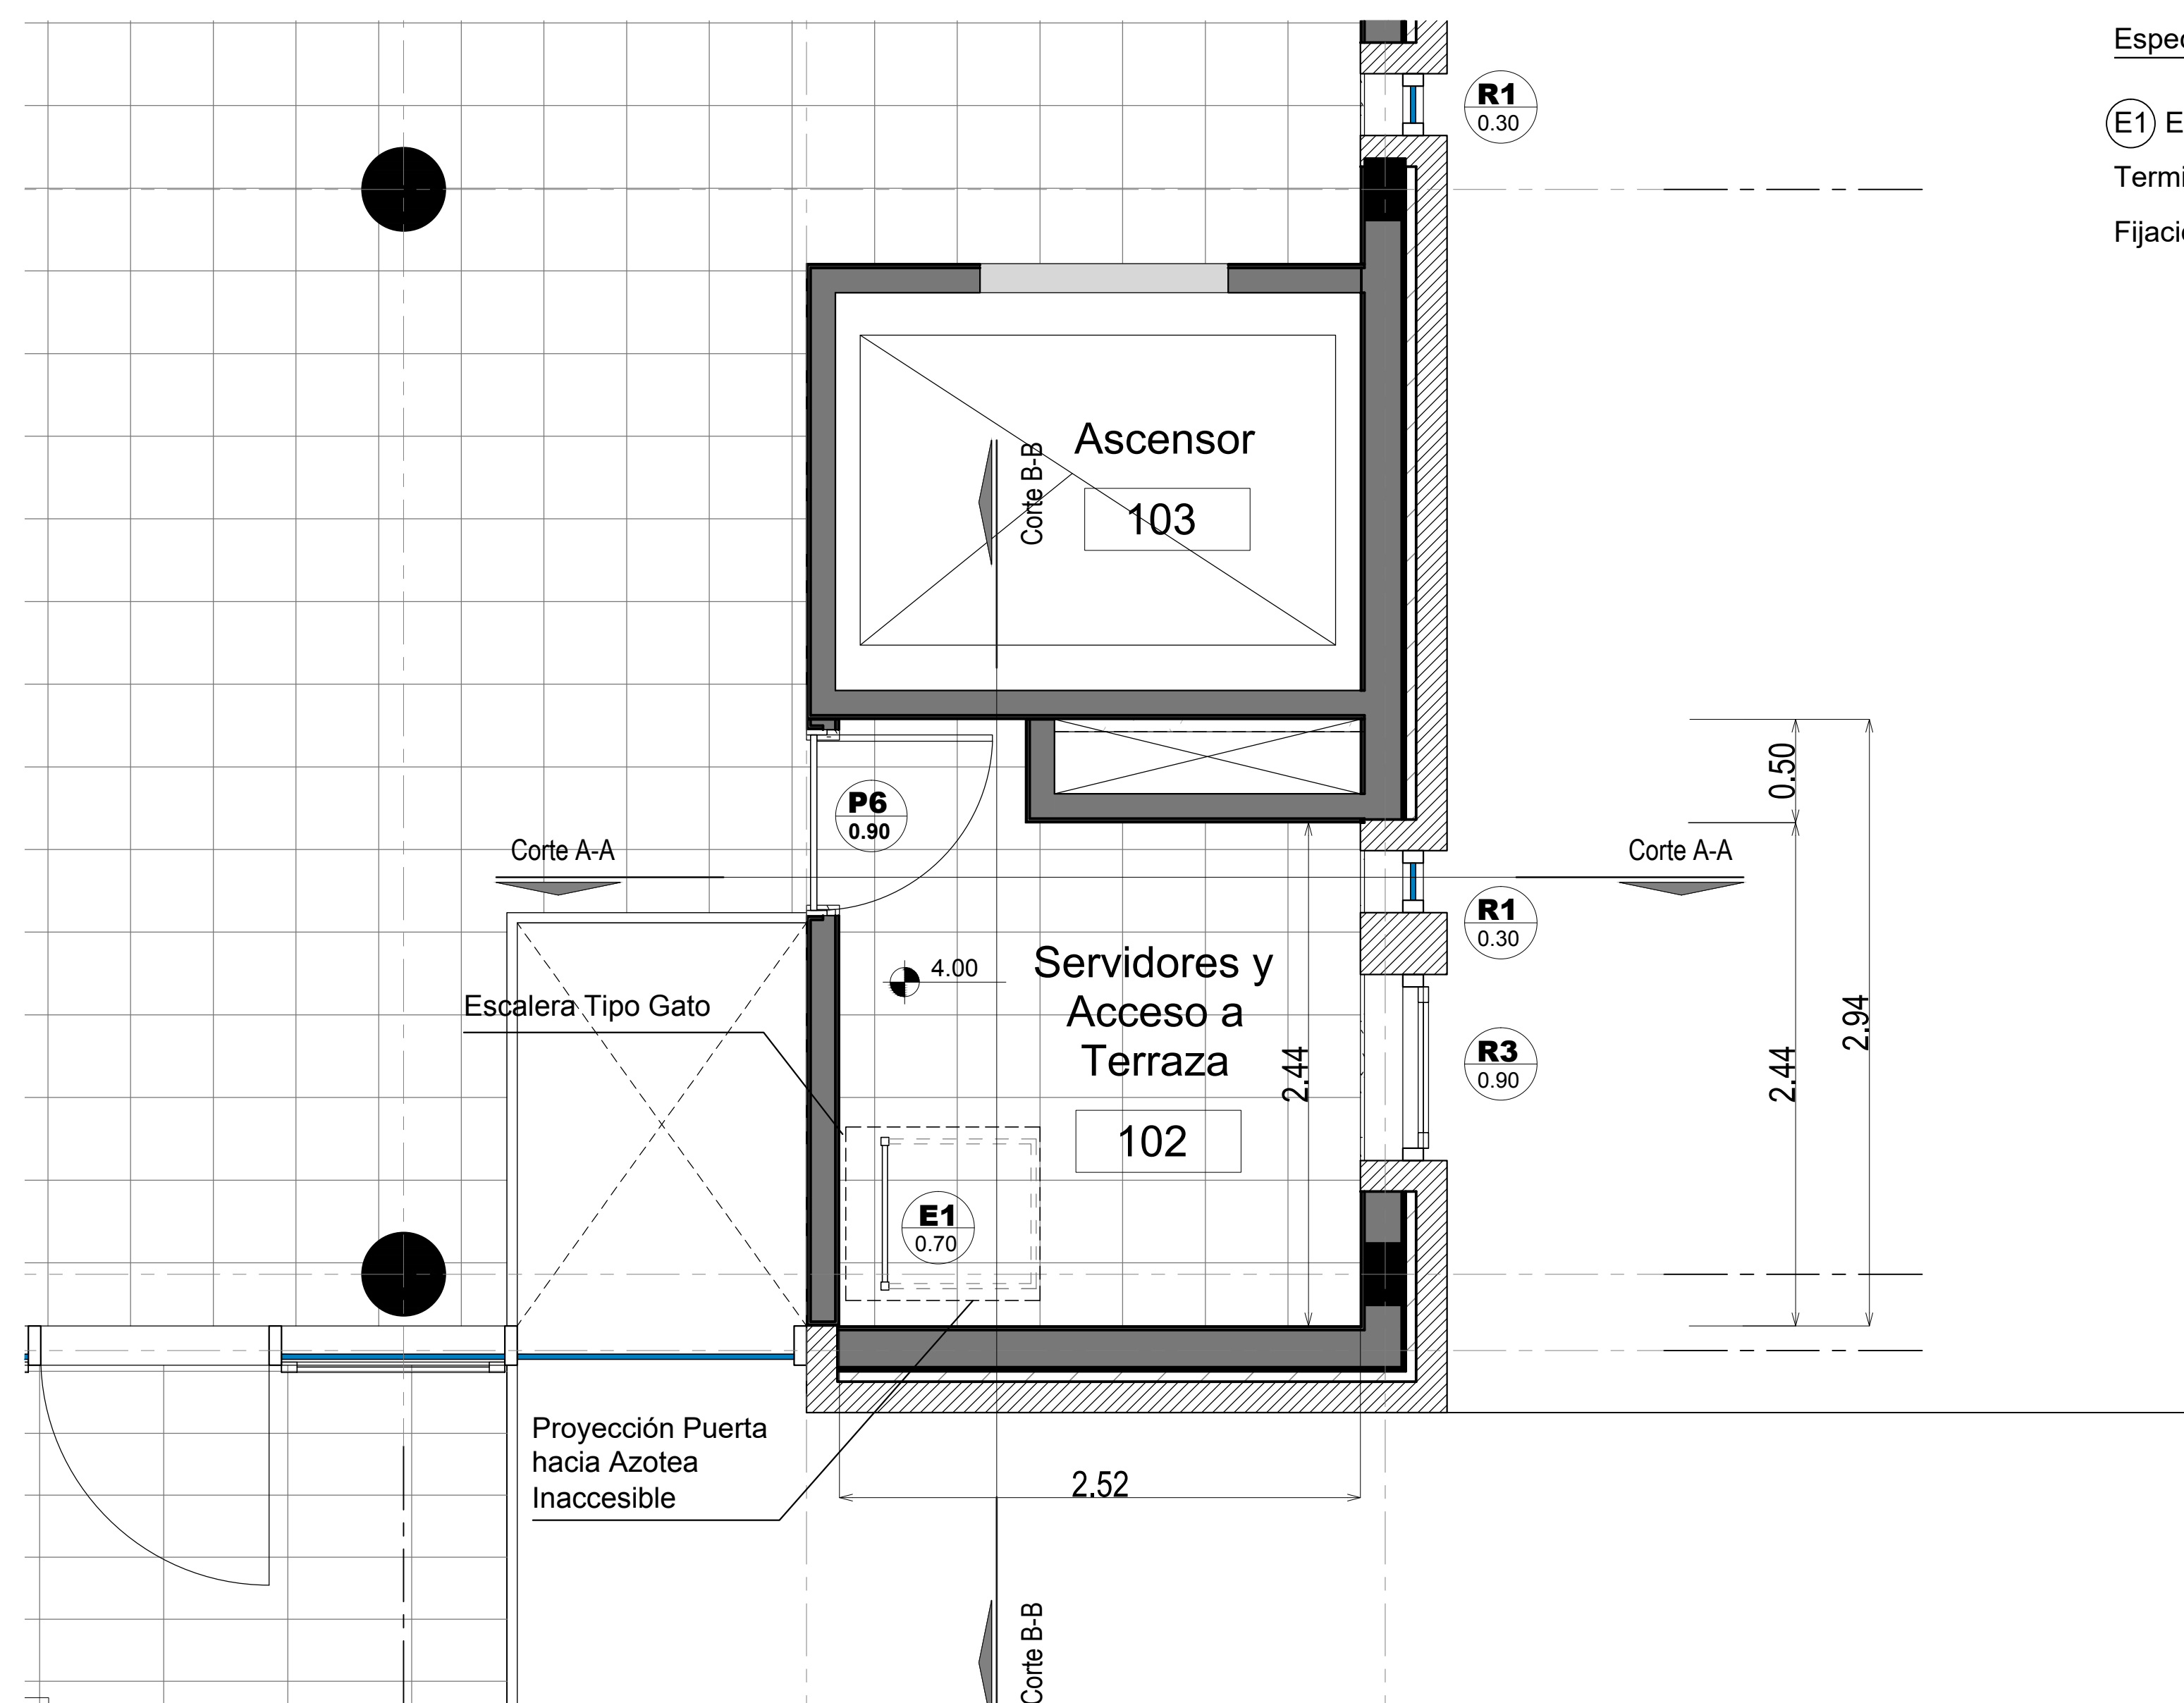 Espec
R1
0.30
E1 E
Termi
Fijaci
Ascensor
103
Corte B-B
P6
0.90
0.50
Corte A-A
Corte A-A
R1
0.30
4.00
Servidores y
Acceso a
Terraza
Escalera Tipo Gato
2.94
2.44
2.44
R3
0.90
102
E1
0.70
Proyección Puerta
hacia Azotea
Inaccesible
2.52
Corte B-B